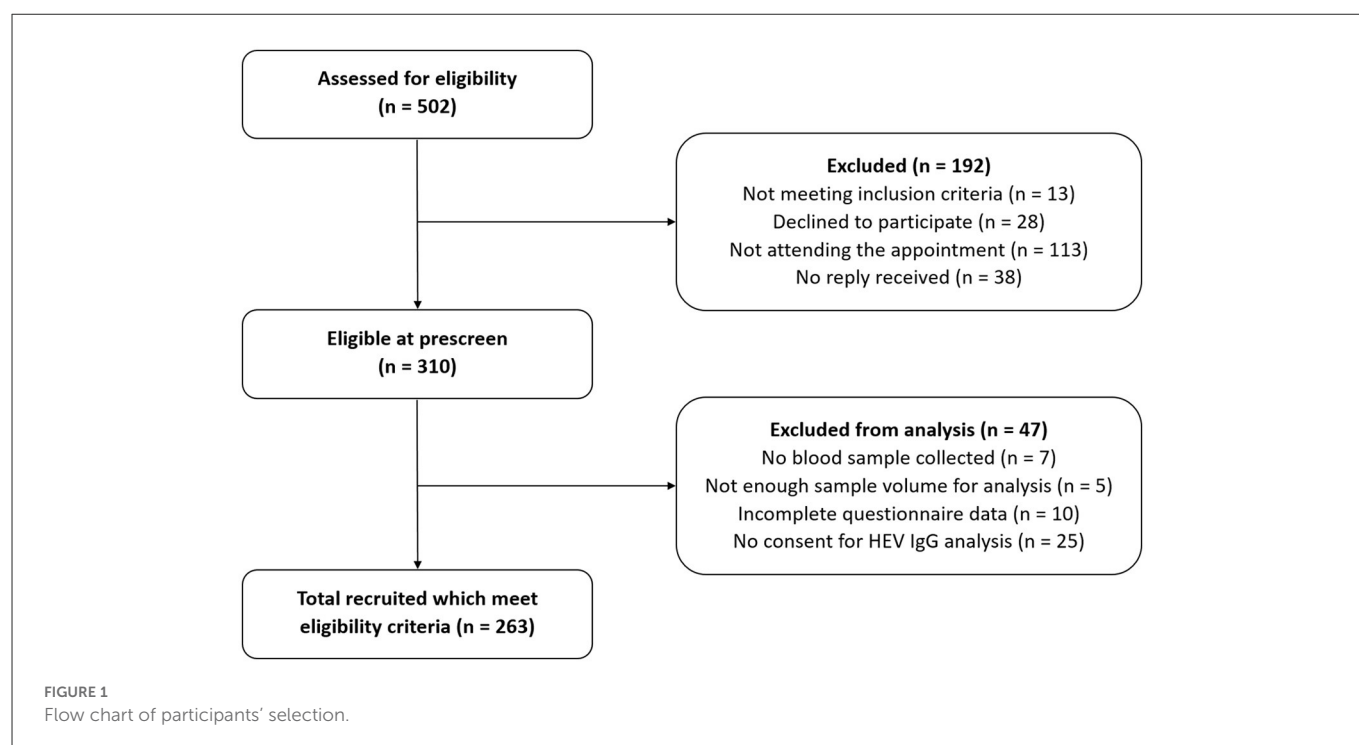 Assessed for eligibility
(n = 502)
Excluded (n = 192)
Not meeting inclusion criteria (n = 13)
Declined to participate (n = 28)
Not attending the appointment (n = 113)
No reply received (n = 38)
Eligible at prescreen
(n = 310)
Excluded from analysis (n = 47)
No blood sample collected (n = 7)
Not enough sample volume for analysis (n = 5)
Incomplete questionnaire data (n = 10)
No consent for HEV IgG analysis (n = 25)
Total recruited which meet
eligibility criteria (n = 263)
FIGURE 1
Flow chart of participants’ selection.